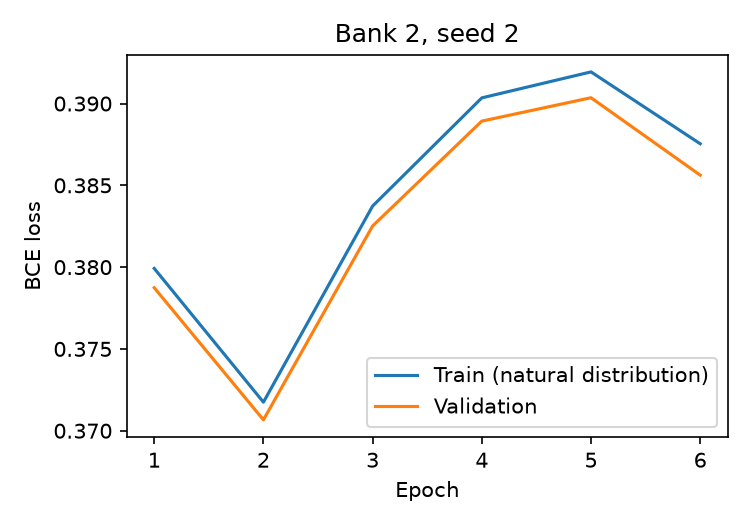 Bank 2, seed 2
BCE loss
0.390
0.385
0.380
0.375
0.370
Train (natural distribution)
Validation
1 2 3 4 5 6
Epoch